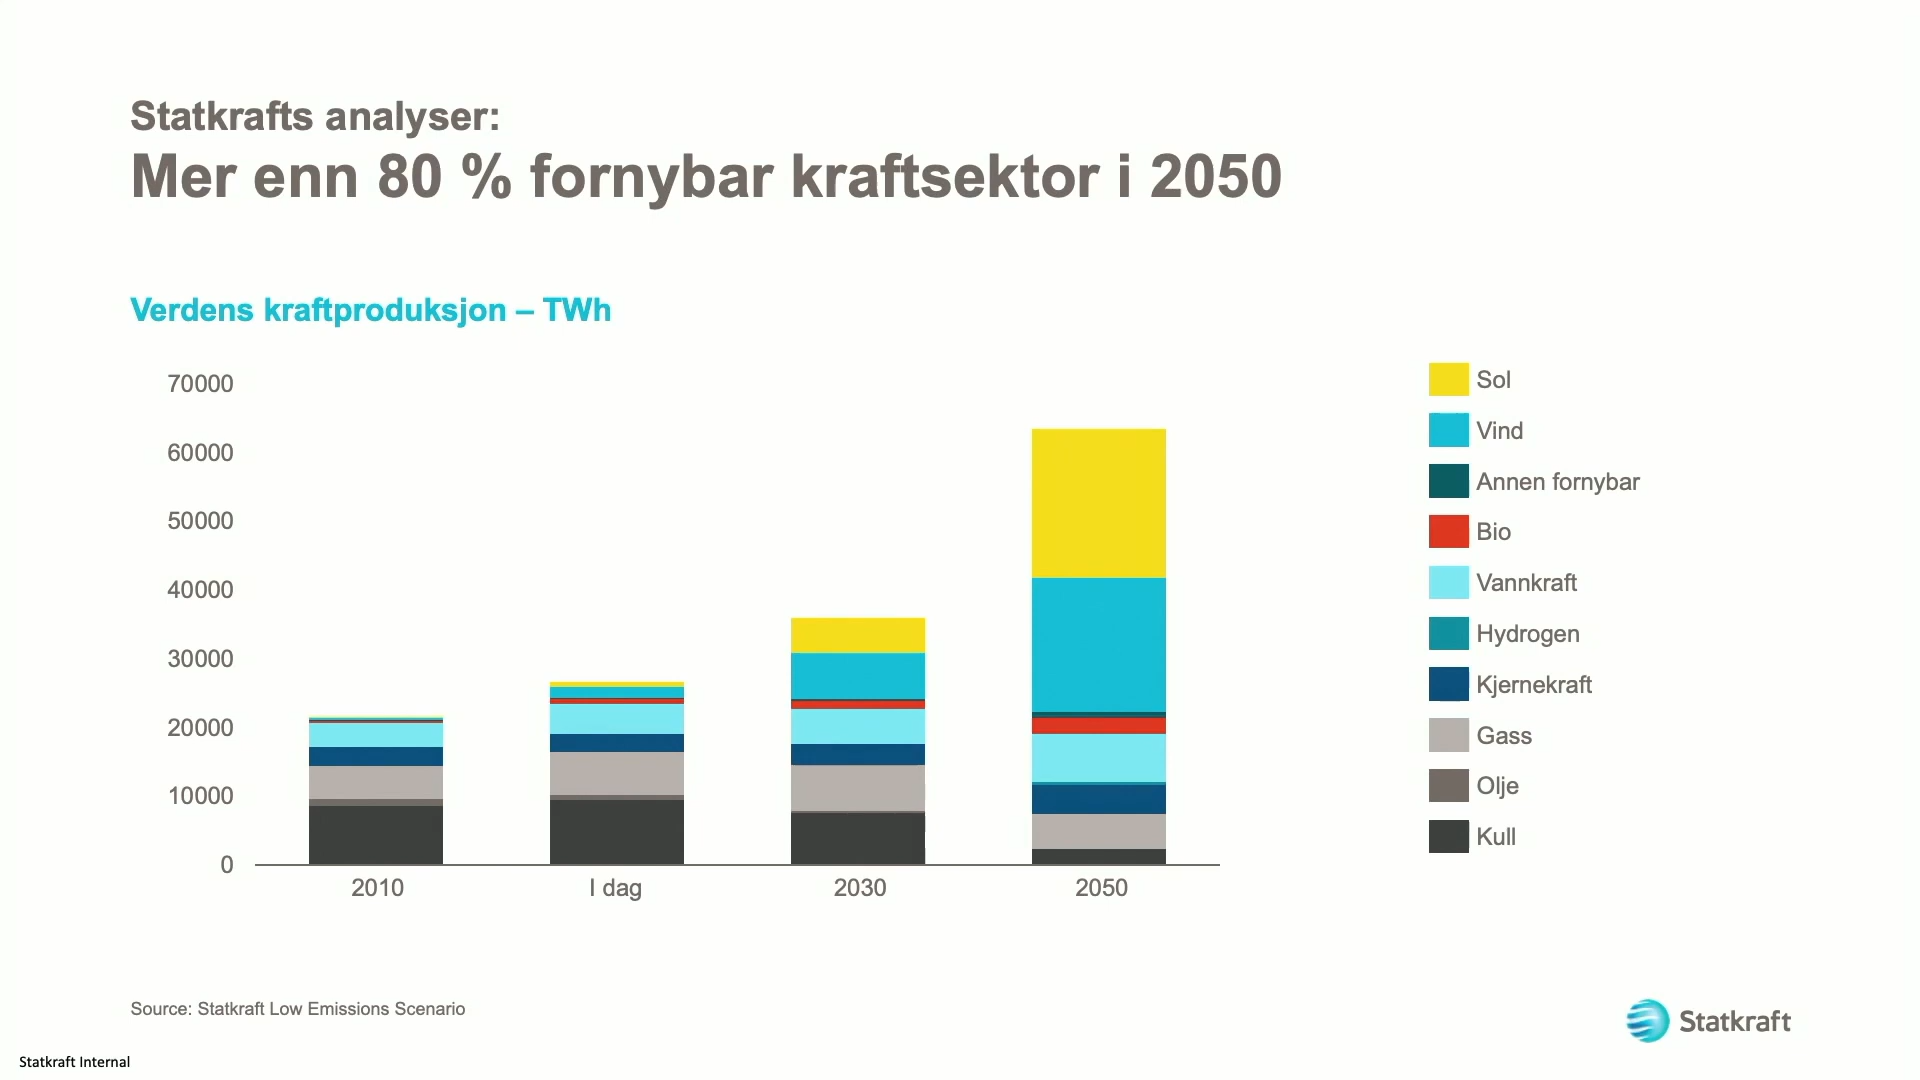 Statkrafts analyser:
Mer enn 80 % fornybar kraftsektor i 2050
Verdens kraftproduksjon – TWh
70000
60000
50000
40000
30000
20000
10000
0
2010
I dag
2030
2050
Sol
Vind
Annen fornybar
Bio
Vannkraft
Hydrogen
Kjernekraft
Gass
Olje
Kull
Source: Statkraft Low Emissions Scenario
Statkraft
Statkraft Internal